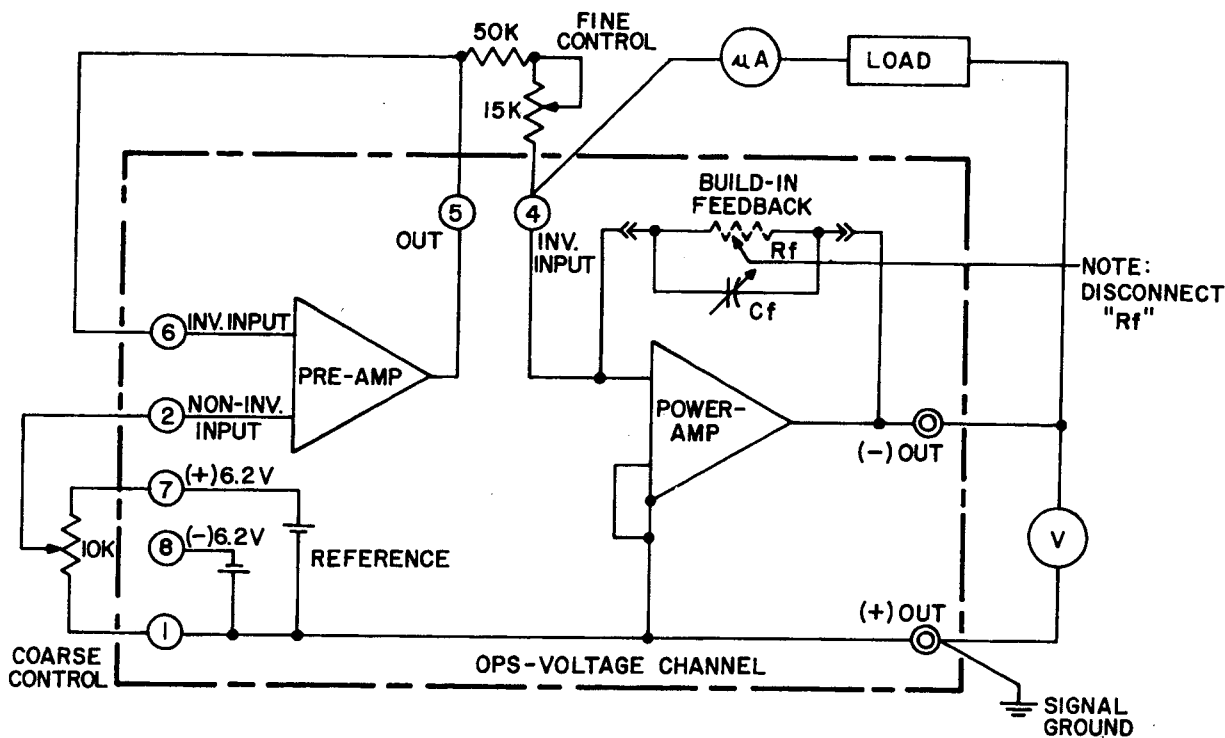 50K
FINE
CONTROL
15K
μA
LOAD
5
OUT
4
INV.
INPUT
BUILD-IN
FEEDBACK
Rf
Cf
NOTE:
DISCONNECT
"Rf"
6
INV. INPUT
PRE-AMP
2
NON-INV.
INPUT
POWER-
AMP
(-) OUT
7
(+) 6.2V
10K
8
(-) 6.2V
REFERENCE
V
1
(+) OUT
COARSE
CONTROL
OPS-VOLTAGE CHANNEL
SIGNAL
GROUND